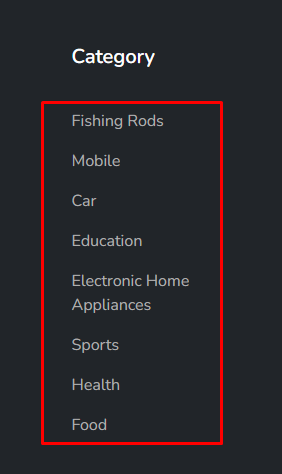 Category
Fishing Rods
Mobile
Car
Education
Electronic Home
Appliances
Sports
Health
Food